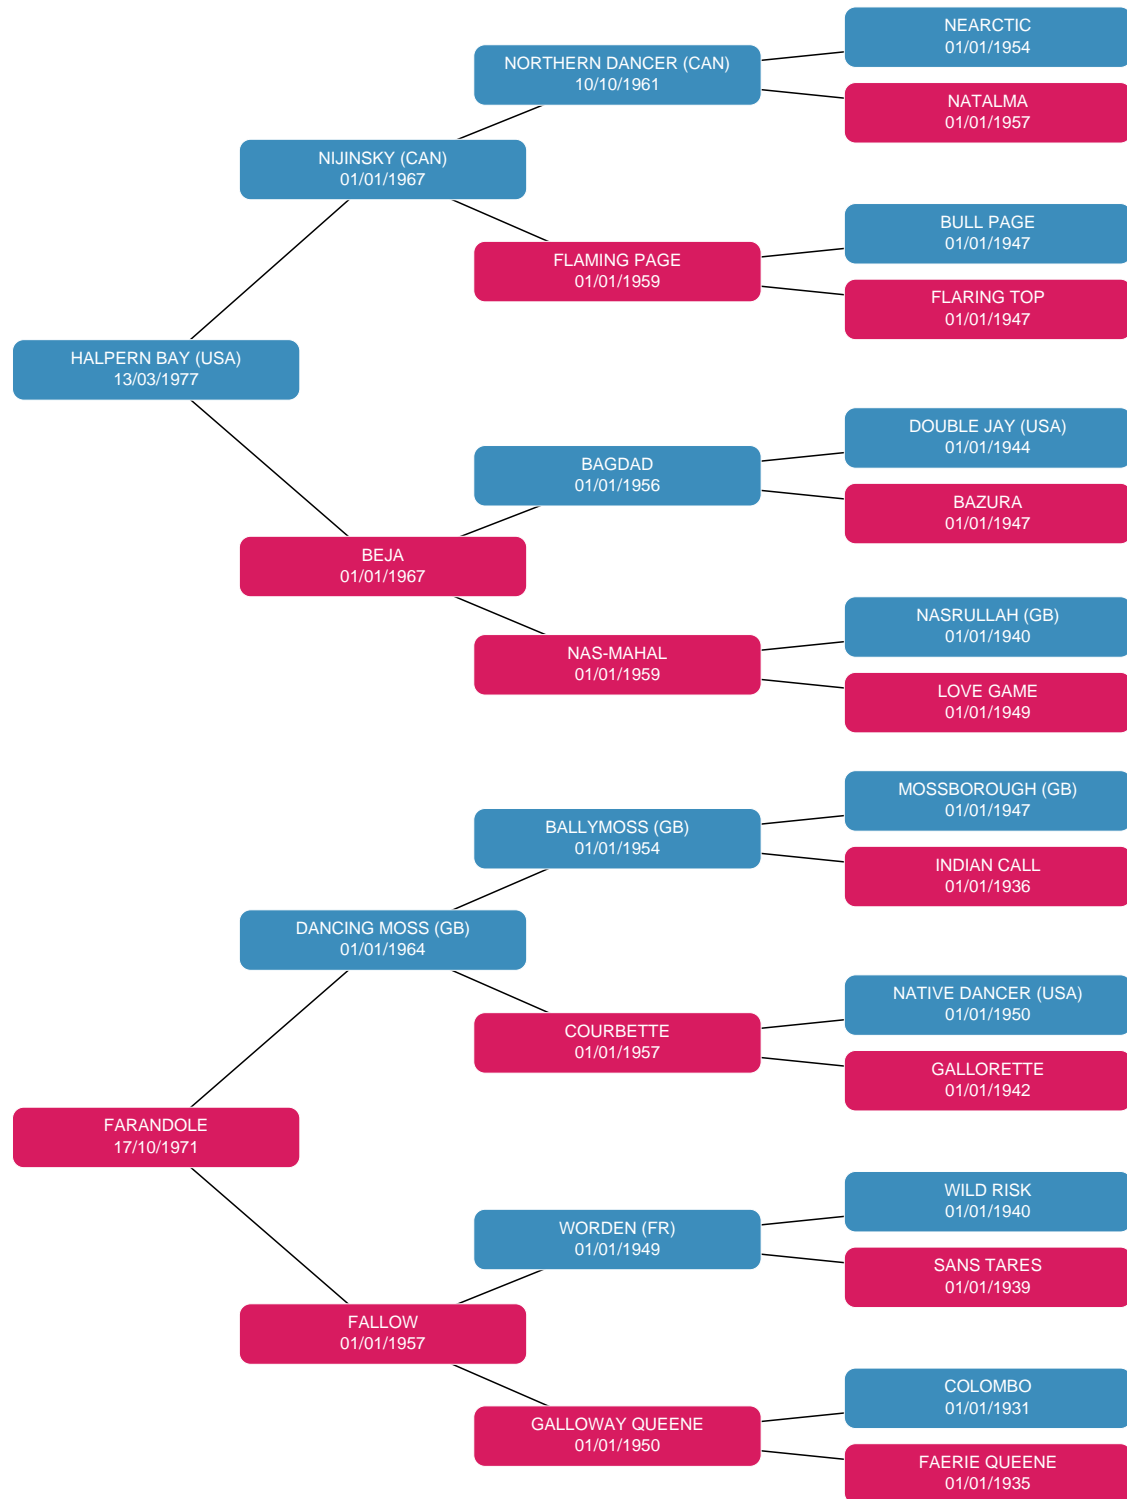 NEARCTIC
01/01/1954
NORTHERN DANCER (CAN)
10/10/1961
NATALMA
01/01/1957
NIJINSKY (CAN)
01/01/1967
BULL PAGE
01/01/1947
FLAMING PAGE
01/01/1959
FLARING TOP
01/01/1947
HALPERN BAY (USA)
13/03/1977
DOUBLE JAY (USA)
01/01/1944
BAGDAD
01/01/1956
BAZURA
01/01/1947
BEJA
01/01/1967
NASRULLAH (GB)
01/01/1940
NAS-MAHAL
01/01/1959
LOVE GAME
01/01/1949
MOSSBOROUGH (GB)
01/01/1947
BALLYMOSS (GB)
01/01/1954
INDIAN CALL
01/01/1936
DANCING MOSS (GB)
01/01/1964
NATIVE DANCER (USA)
01/01/1950
COURBETTE
01/01/1957
GALLORETTE
01/01/1942
FARANDOLE
17/10/1971
WILD RISK
01/01/1940
WORDEN (FR)
01/01/1949
SANS TARES
01/01/1939
FALLOW
01/01/1957
COLOMBO
01/01/1931
GALLOWAY QUEENE
01/01/1950
FAERIE QUEENE
01/01/1935